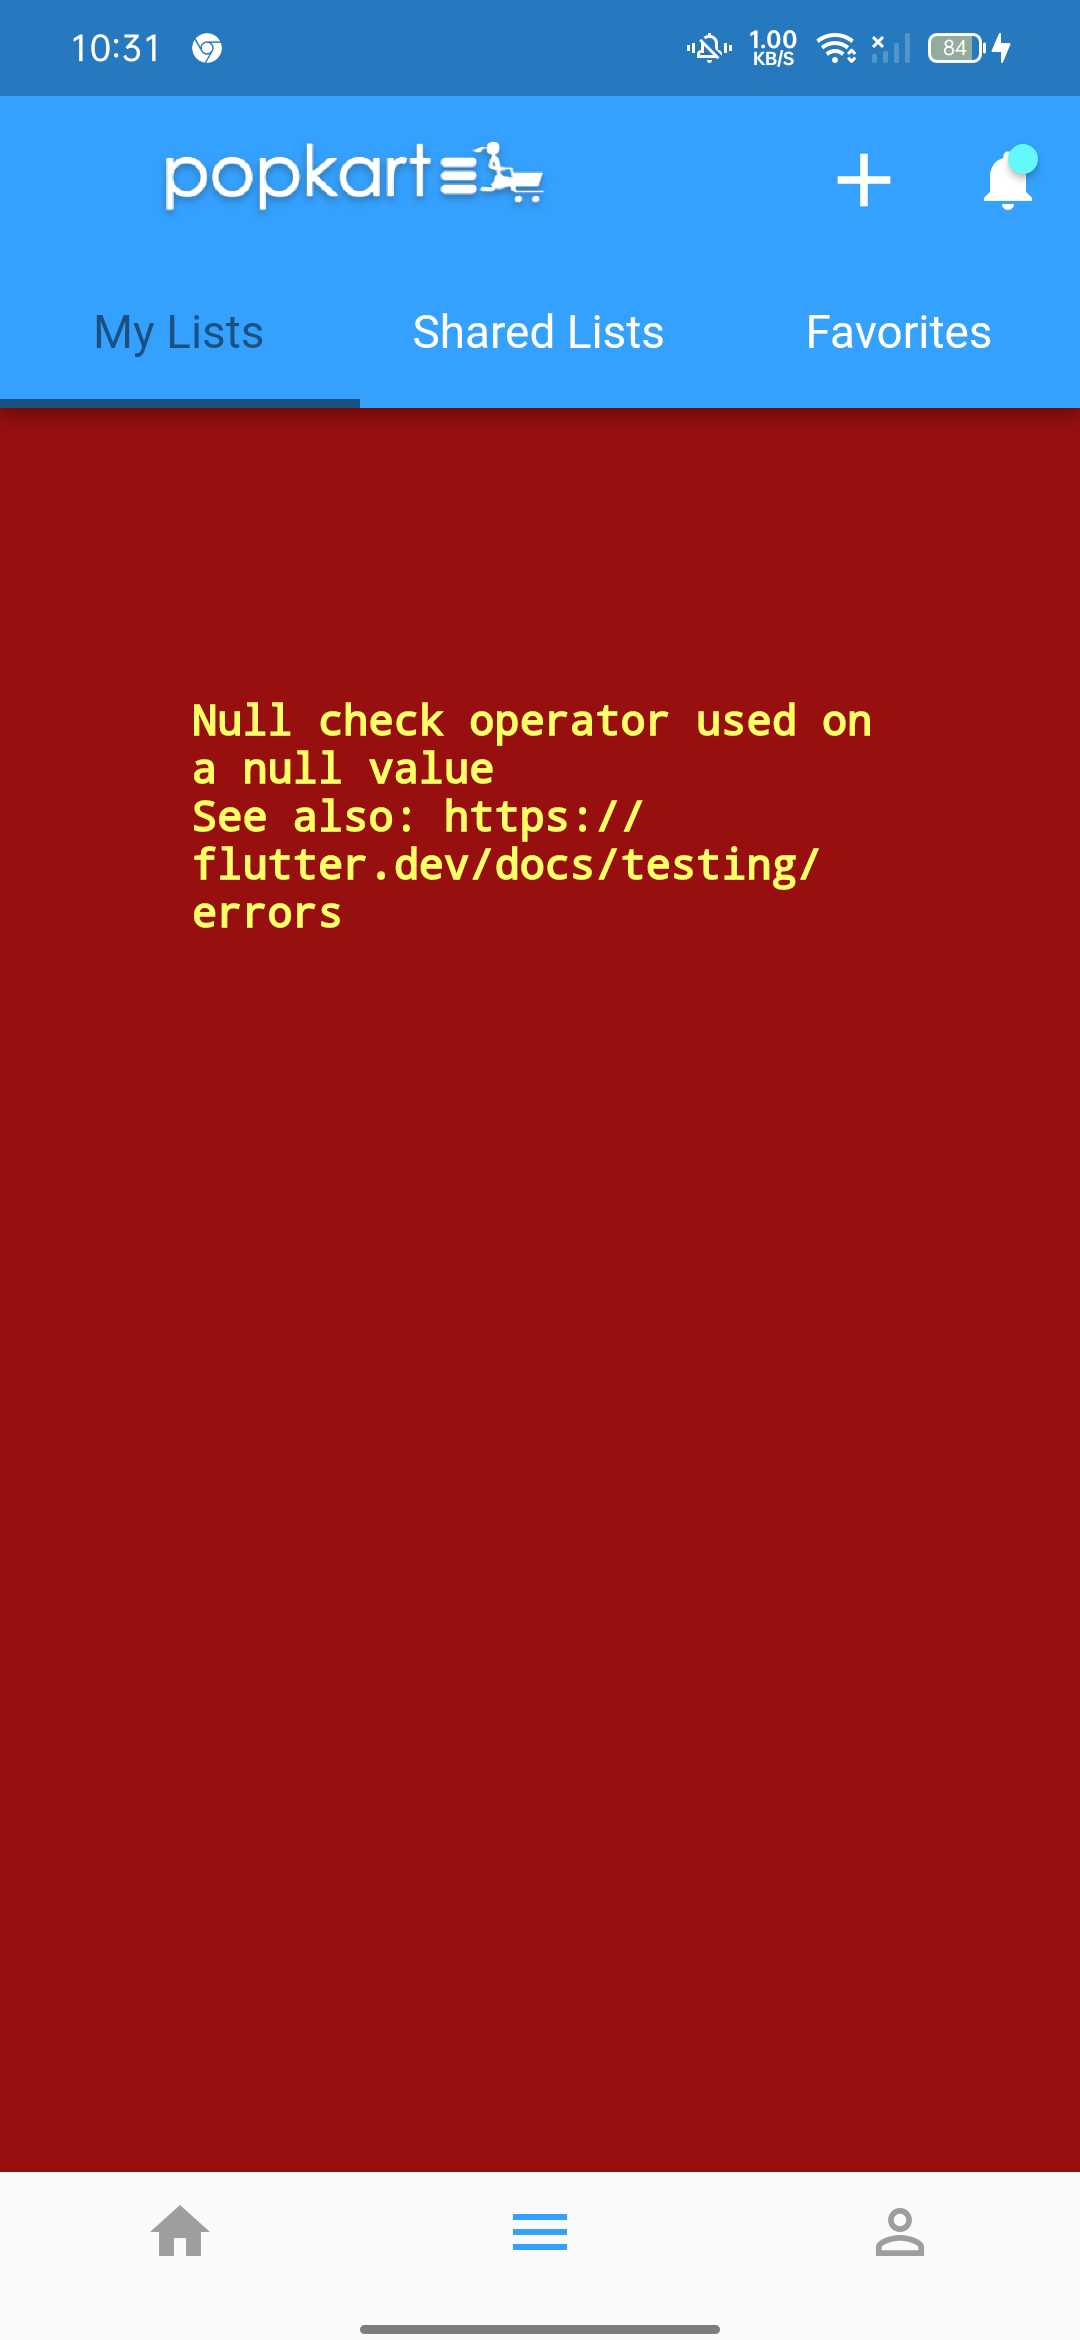 10:31
1.00
KB/S
84
popkart
My Lists Shared Lists Favorites
Null check operator used on
a null value
See also: https://
flutter.dev/docs/testing/
errors